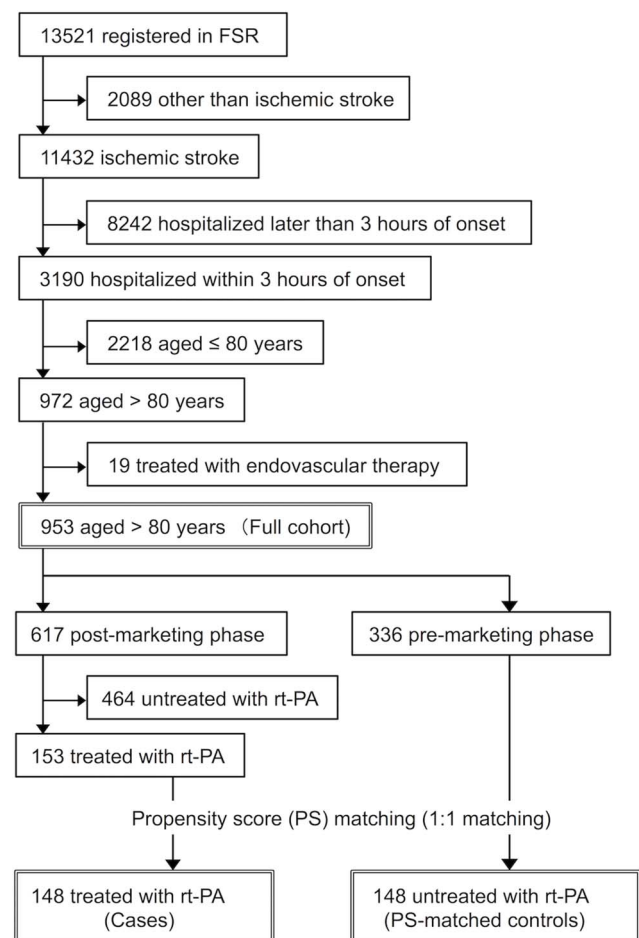 13521 registered in FSR
2089 other than ischemic stroke
11432 ischemic stroke
8242 hospitalized later than 3 hours of onset
3190 hospitalized within 3 hours of onset
2218 aged ≤ 80 years
972 aged > 80 years
19 treated with endovascular therapy
953 aged > 80 years （Full cohort)
617 post-marketing phase
336 pre-marketing phase
464 untreated with rt-PA
153 treated with rt-PA
Propensity score (PS) matching (1:1 matching)
148 treated with rt-PA
(Cases)
148 untreated with rt-PA
(PS-matched controls)